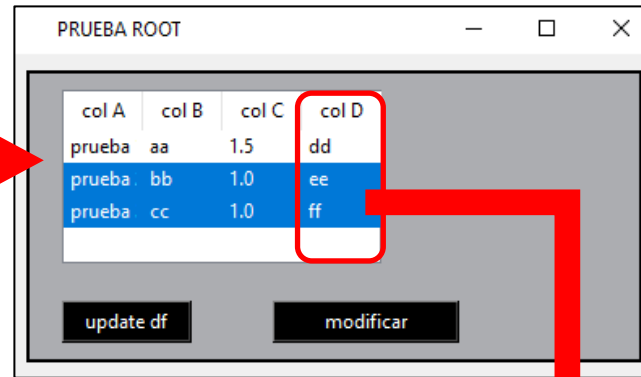 PRUEBA ROOT
col A col B col C col D
prueba aa 1.5 dd
prueba bb 1.0 ee
prueba cc 1.0 ff
update df modificar